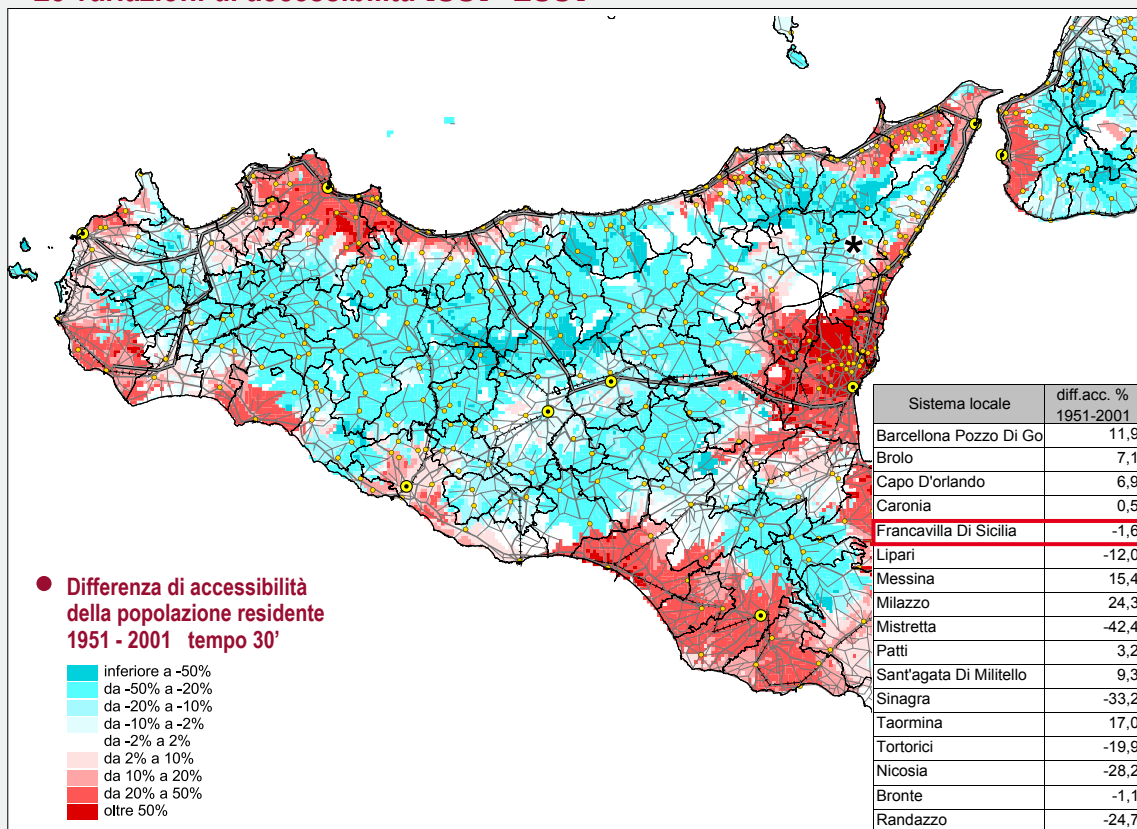 Differenza di accessibilità
della popolazione residente
1951 - 2001 tempo 30'
inferiore a -50%
da -50% a -20%
da -20% a -10%
da -10% a -2%
da -2% a 2%
da 2% a 10%
da 10% a 20%
da 20% a 50%
oltre 50%
Sistema locale diff.acc. % 1951-2001
Barcellona Pozzo Di Go 11,9
Brolo 7,1
Capo D'orlando 6,9
Caronia 0,5
Francavilla Di Sicilia -1,6
Lipari -12,0
Messina 15,4
Milazzo 24,3
Mistretta -42,4
Patti 3,2
Sant'agata Di Militello 9,3
Sinagra -33,2
Taormina 17,0
Tortorici -19,9
Nicosia -28,2
Bronte -1,1
Randazzo -24,7